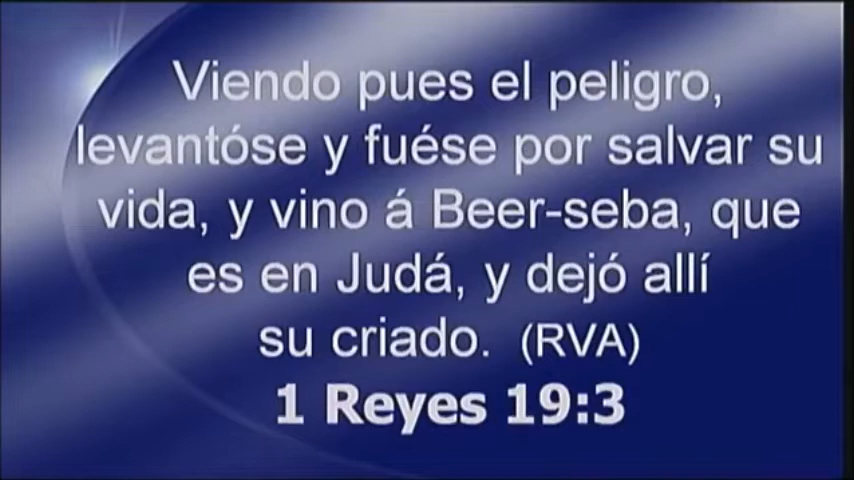 Viendo pues el peligro,
levantóse y fuése por salvar su
vida, y vino á Beer-seba, que
es en Judá, y dejó allí
su criado. (RVA)
1 Reyes 19:3